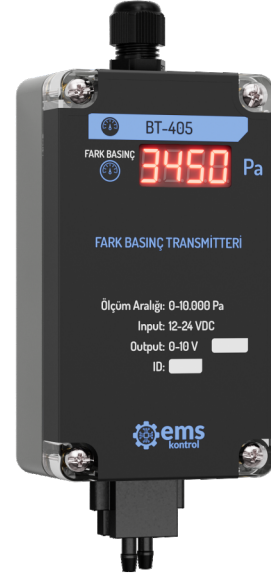 BT-405
FARK BASINÇ
3450 Pa
FARK BASINÇ TRANSMİTTERİ
Ölçüm Aralığı: 0-10.000 Pa
Input: 12-24 VDC
Output: 0-10 V
ID:
ems
kontrol